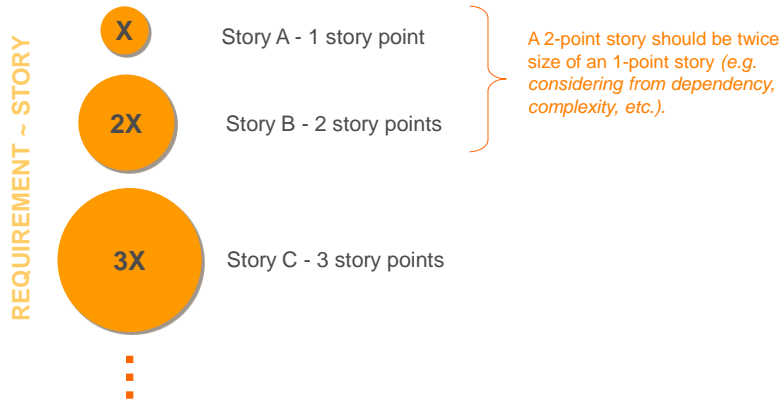 REQUIREMENT ~ STORY
X
Story A - 1 story point
A 2-point story should be twice
size of an 1-point story (e.g.
considering from dependency,
complexity, etc.).
2X
Story B - 2 story points
3X
Story C - 3 story points